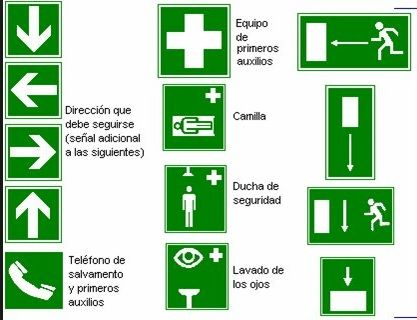 Dirección que
debe seguirse
(señal adicional
a las siguientes)
Teléfono de
salvamento
y primeros
auxilios
Equipo
de
primeros
auxilios
Camilla
Ducha de
seguridad
Lavado de
los ojos